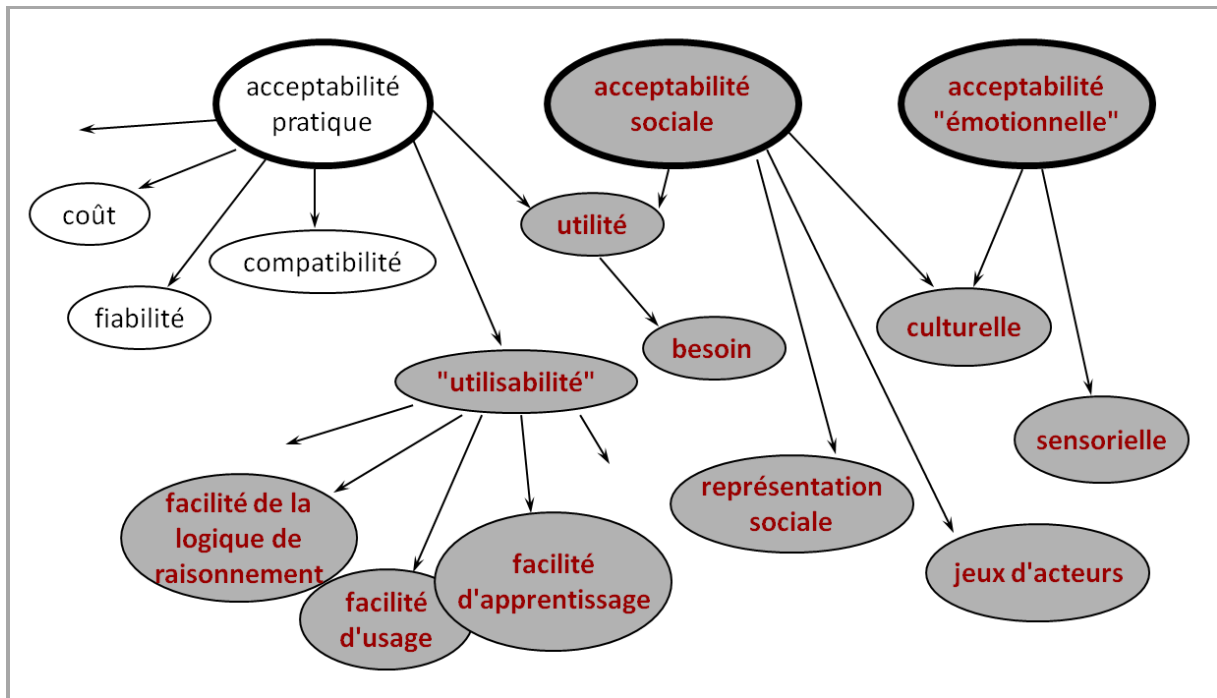 acceptabilité
pratique
acceptabilité
sociale
acceptabilité
"émotionnelle"
coût
utilité
compatibilité
fiabilité
culturelle
besoin
"utilisabilité"
sensorielle
facilité de la
logique de
raisonnement
représentation
sociale
facilité
d'apprentissage
jeux d'acteurs
facilité
d'usage